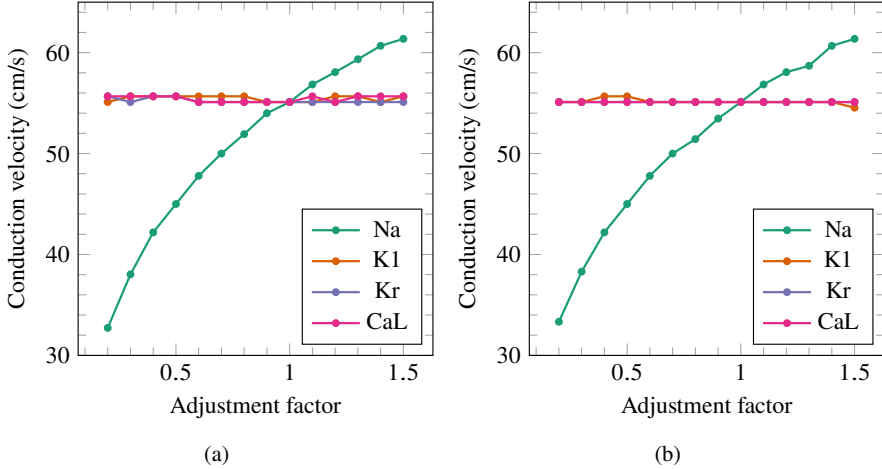 60
50
40
30
0.5
1
1.5
Conduction velocity (cm/s)
Adjustment factor
Na
K1
Kr
CaL
(a)
60
50
40
30
0.5
1
1.5
Conduction velocity (cm/s)
Adjustment factor
Na
K1
Kr
CaL
(b)